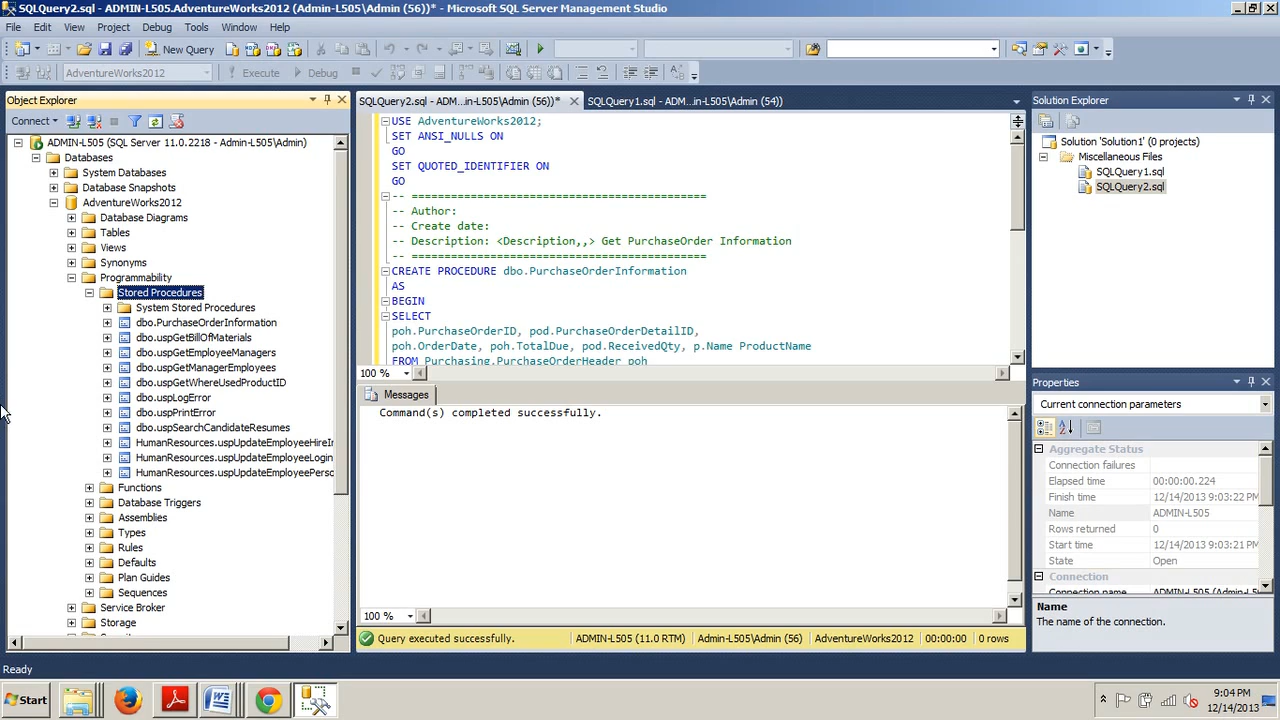 SQLQuery2.sql - ADMIN-L505.AdventureWorks2012 (Admin-L505\Admin (56))* - Microsoft SQL Server Management Studio
File Edit View Project Debug Tools Window Help
New Query
AdventureWorks2012 Execute Debug
Object Explorer
Connect
ADMIN-L505 (SQL Server 11.0.2218 - Admin-L505\Admin)
Databases
System Databases
Database Snapshots
AdventureWorks2012
Database Diagrams
Tables
Views
Synonyms
Programmability
Stored Procedures
System Stored Procedures
dbo.PurchaseOrderInformation
dbo.uspGetBillOfMaterials
dbo.uspGetEmployeeManagers
dbo.uspGetManagerEmployees
dbo.uspGetWhereUsedProductID
dbo.uspLogError
dbo.uspPrintError
dbo.uspSearchCandidateResumes
HumanResources.uspUpdateEmployeeHireIn
HumanResources.uspUpdateEmployeeLogin
HumanResources.uspUpdateEmployeePerso
Functions
Database Triggers
Assemblies
Types
Rules
Defaults
Plan Guides
Sequences
Service Broker
Storage
SQLQuery2.sql - ADM...in-L505\Admin (56))* SQLQuery1.sql - ADM...in-L505\Admin (54))
USE AdventureWorks2012;
SET ANSI_NULLS ON
GO
SET QUOTED_IDENTIFIER ON
GO
-- =============================================
-- Author:
-- Create date:
-- Description: <Description,,> Get PurchaseOrder Information
-- =============================================
CREATE PROCEDURE dbo.PurchaseOrderInformation
AS
BEGIN
SELECT
poh.PurchaseOrderID, pod.PurchaseOrderDetailID,
poh.OrderDate, poh.TotalDue, pod.ReceivedQty, p.Name ProductName
FROM Purchasing.PurchaseOrderHeader poh
100 %
Messages
Command(s) completed successfully.
100 %
Query executed successfully. ADMIN-L505 (11.0 RTM) Admin-L505\Admin (56) AdventureWorks2012 00:00:00 0 rows
Solution Explorer
Solution 'Solution1' (0 projects)
Miscellaneous Files
SQLQuery1.sql
SQLQuery2.sql
Properties
Current connection parameters
Aggregate Status
Connection failures
Elapsed time 00:00:00.224
Finish time 12/14/2013 9:03:22 PM
Name ADMIN-L505
Rows returned 0
Start time 12/14/2013 9:03:21 PM
State Open
Connection
Connection name ADMIN-L505 (Admin-L5
Name
The name of the connection.
Ready
Start
9:04 PM
12/14/2013